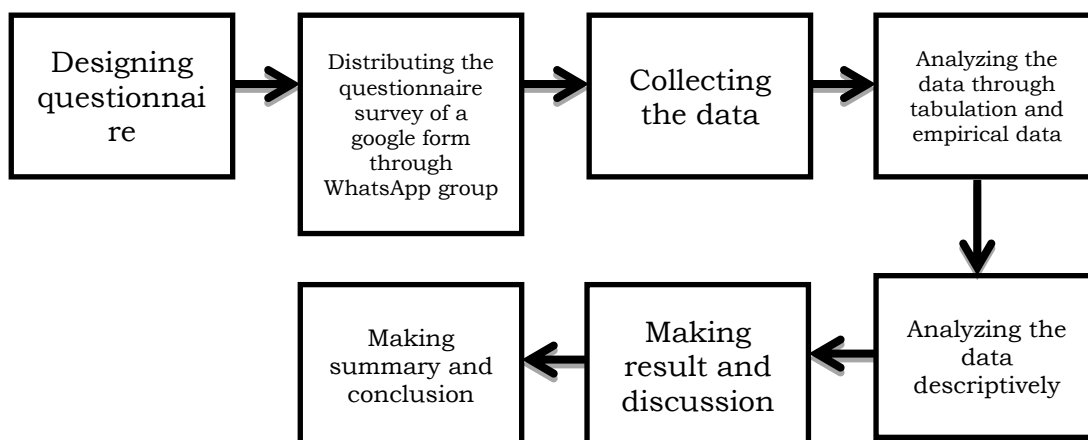 Designing
questionnai
re
Distributing the
questionnaire
survey of a
google form
through
WhatsApp group
Collecting
the data
Analyzing the
data through
tabulation and
empirical data
Analyzing the
data
descriptively
Making
result and
discussion
Making
summary and
conclusion